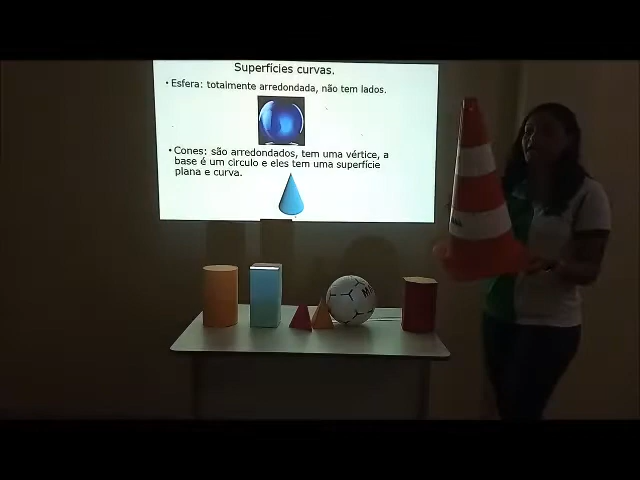 Superfícies curvas.
• Esfera: totalmente arredondada, não tem lados.
• Cones: são arredondados, tem uma vértice, a
base é um circulo e eles tem uma superfície
plana e curva.